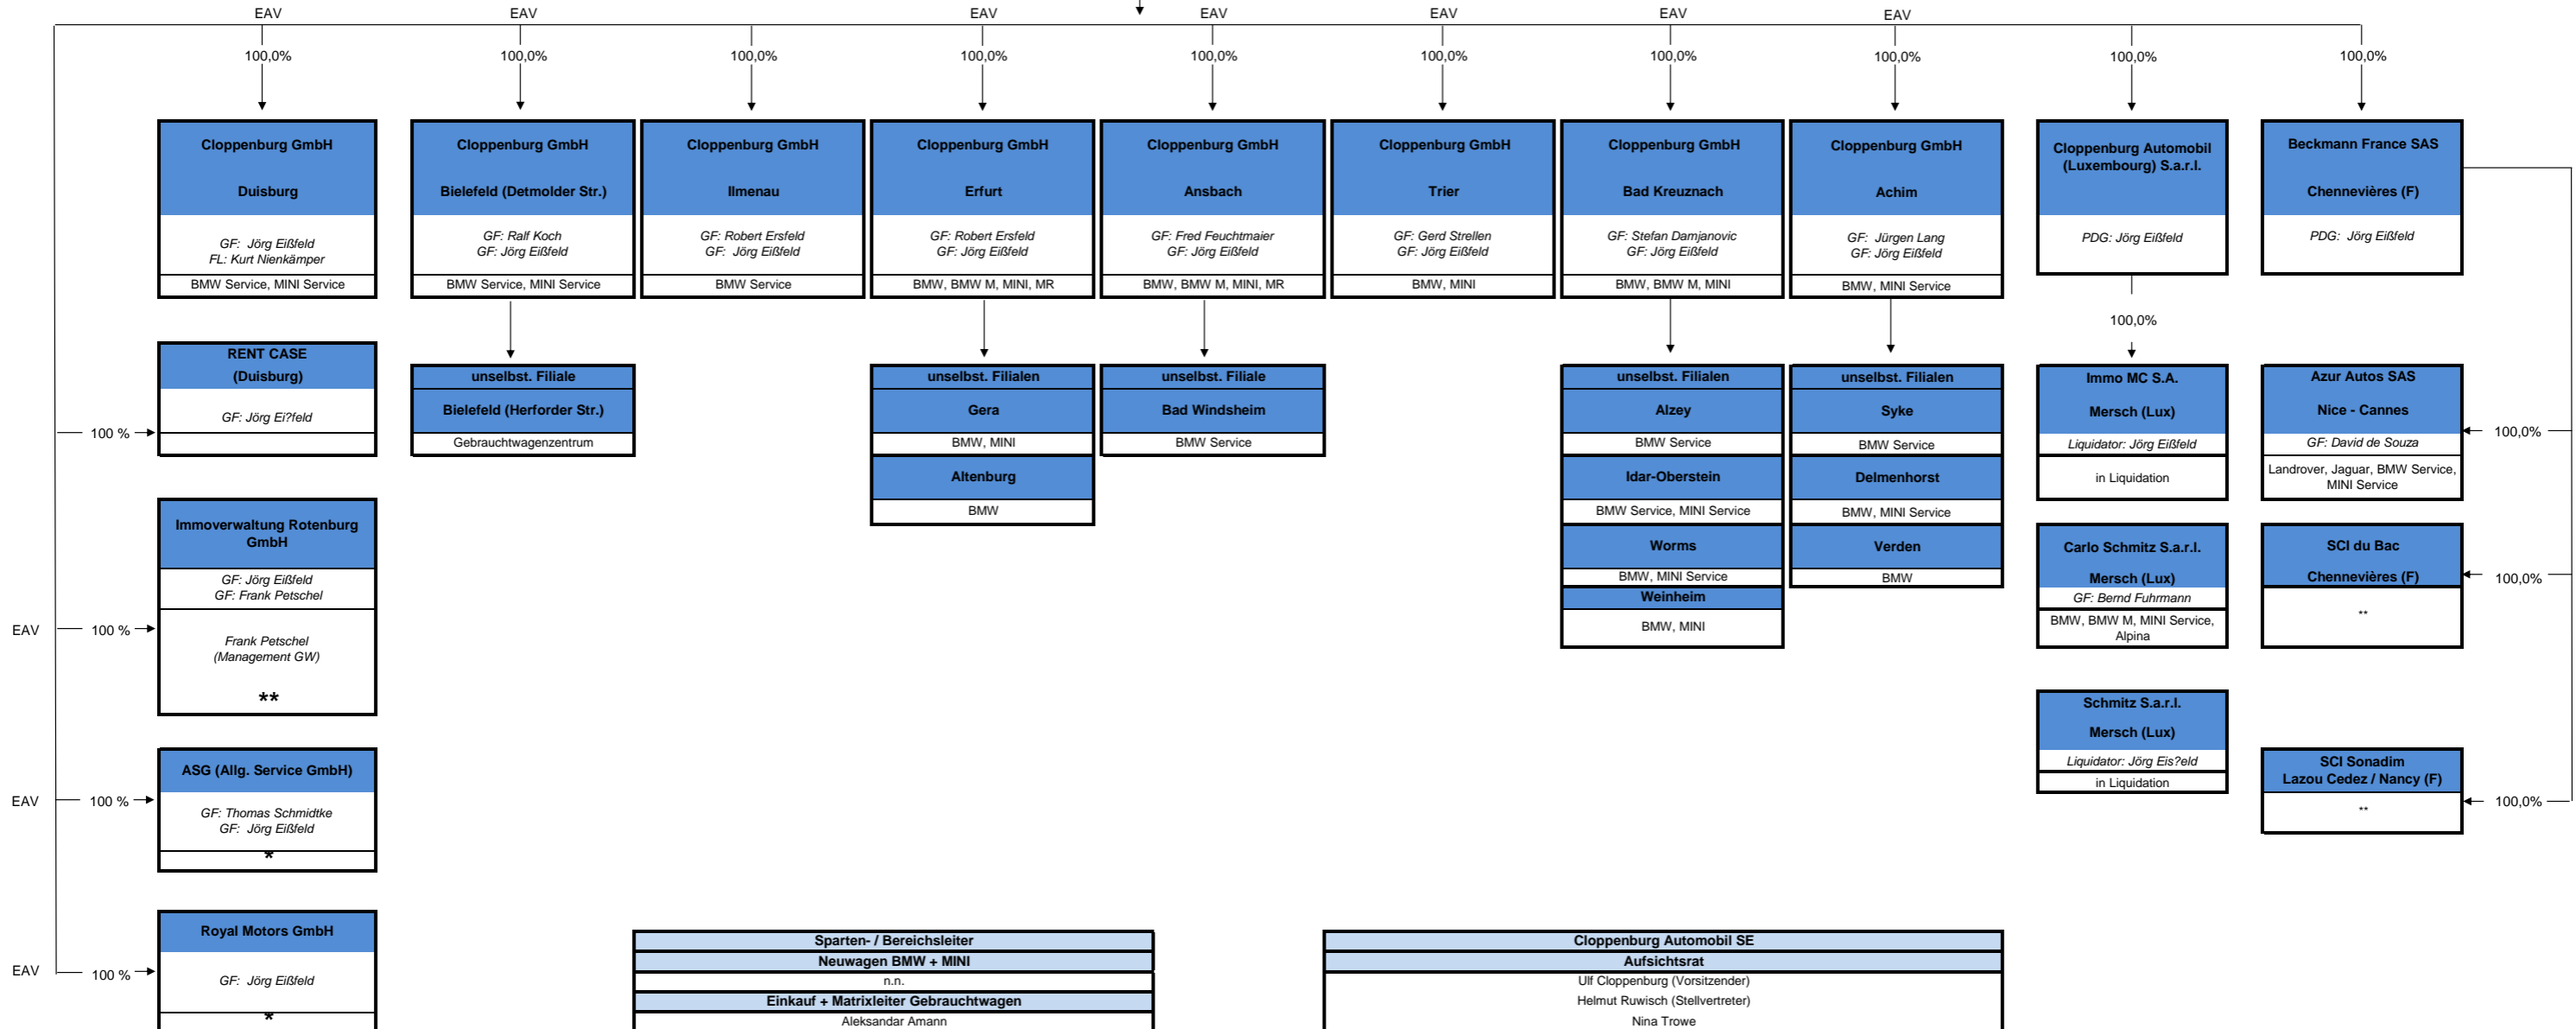 EAV EAV EAV EAV EAV EAV EAV
100,0% 100,0% 100,0% 100,0% 100,0% 100,0% 100,0% 100,0% 100,0% 100,0%
Cloppenburg GmbH
Duisburg
GF: Jörg Eißfeld
FL: Kurt Nienkämper
BMW Service, MINI Service
Cloppenburg GmbH
Bielefeld (Detmolder Str.)
GF: Ralf Koch
GF: Jörg Eißfeld
BMW Service, MINI Service
Cloppenburg GmbH
Ilmenau
GF: Robert Ersfeld
GF: Jörg Eißfeld
BMW Service
Cloppenburg GmbH
Erfurt
GF: Robert Ersfeld
GF: Jörg Eißfeld
BMW, BMW M, MINI, MR
Cloppenburg GmbH
Ansbach
GF: Fred Feuchtmaier
GF: Jörg Eißfeld
BMW, BMW M, MINI, MR
Cloppenburg GmbH
Trier
GF: Gerd Strellen
GF: Jörg Eißfeld
BMW, MINI
Cloppenburg GmbH
Bad Kreuznach
GF: Stefan Damjanovic
GF: Jörg Eißfeld
BMW, BMW M, MINI
Cloppenburg GmbH
Achim
GF: Jürgen Lang
GF: Jörg Eißfeld
BMW, MINI Service
Cloppenburg Automobil
(Luxembourg) S.a.r.l.
PDG: Jörg Eißfeld
100,0%
Beckmann France SAS
Chennevières (F)
PDG: Jörg Eißfeld
RENT CASE
(Duisburg)
GF: Jörg Ei?feld
100 %
unselbst. Filiale
Bielefeld (Herforder Str.)
Gebrauchtwagenzentrum
unselbst. Filialen
Gera
BMW, MINI
Altenburg
BMW
unselbst. Filiale
Bad Windsheim
BMW Service
unselbst. Filialen
Alzey
BMW Service
Idar-Oberstein
BMW Service, MINI Service
Worms
BMW, MINI Service
Weinheim
BMW, MINI
unselbst. Filialen
Syke
BMW Service
Delmenhorst
BMW, MINI Service
Verden
BMW
Immo MC S.A.
Mersch (Lux)
Liquidator: Jörg Eißfeld
in Liquidation
Azur Autos SAS
Nice - Cannes
GF: David de Souza
Landrover, Jaguar, BMW Service,
MINI Service
100,0%
Immoverwaltung Rotenburg
GmbH
GF: Jörg Eißfeld
GF: Frank Petschel
Frank Petschel
(Management GW)
**
EAV 100 %
Carlo Schmitz S.a.r.l.
Mersch (Lux)
GF: Bernd Fuhrmann
BMW, BMW M, MINI Service,
Alpina
SCI du Bac
Chennevières (F)
**
100,0%
Schmitz S.a.r.l.
Mersch (Lux)
Liquidator: Jörg Eis?eld
in Liquidation
SCI Sonadim
Lazou Cedez / Nancy (F)
**
100,0%
ASG (Allg. Service GmbH)
GF: Thomas Schmidtke
GF: Jörg Eißfeld
*
EAV 100 %
Royal Motors GmbH
GF: Jörg Eißfeld
*
EAV 100 %
Sparten- / Bereichsleiter
Neuwagen BMW + MINI
n.n.
Einkauf + Matrixleiter Gebrauchtwagen
Aleksandar Amann
Cloppenburg Automobil SE
Aufsichtsrat
Ulf Cloppenburg (Vorsitzender)
Helmut Ruwisch (Stellvertreter)
Nina Trowe